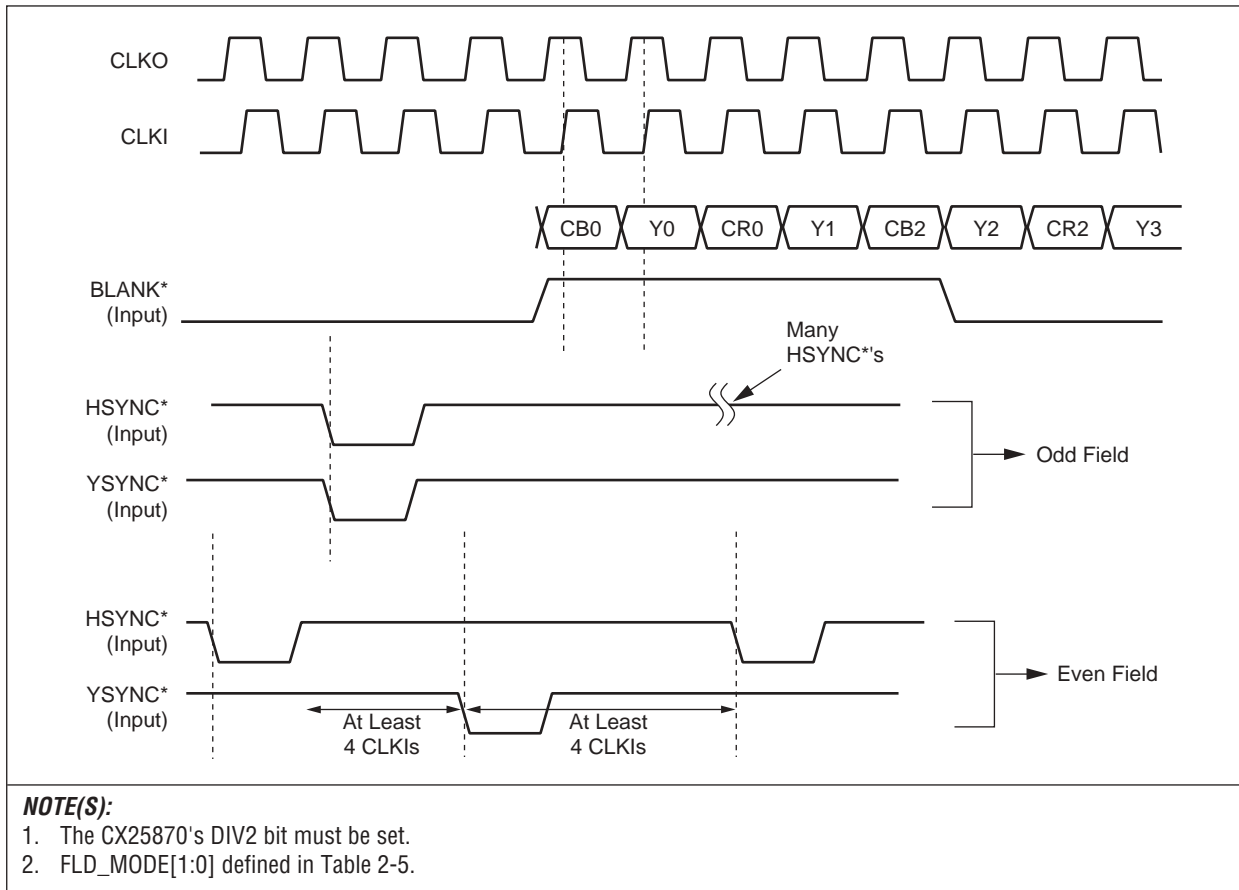 CLKO
CLKI
CB0 Y0 CR0 Y1 CB2 Y2 CR2 Y3
BLANK*
(Input)
Many
HSYNC*'s
HSYNC*
(Input)
Odd Field
YSYNC*
(Input)
HSYNC*
(Input)
Even Field
YSYNC*
(Input)
At Least
4 CLKIs
At Least
4 CLKIs
NOTE(S):
1. The CX25870's DIV2 bit must be set.
2. FLD_MODE[1:0] defined in Table 2-5.